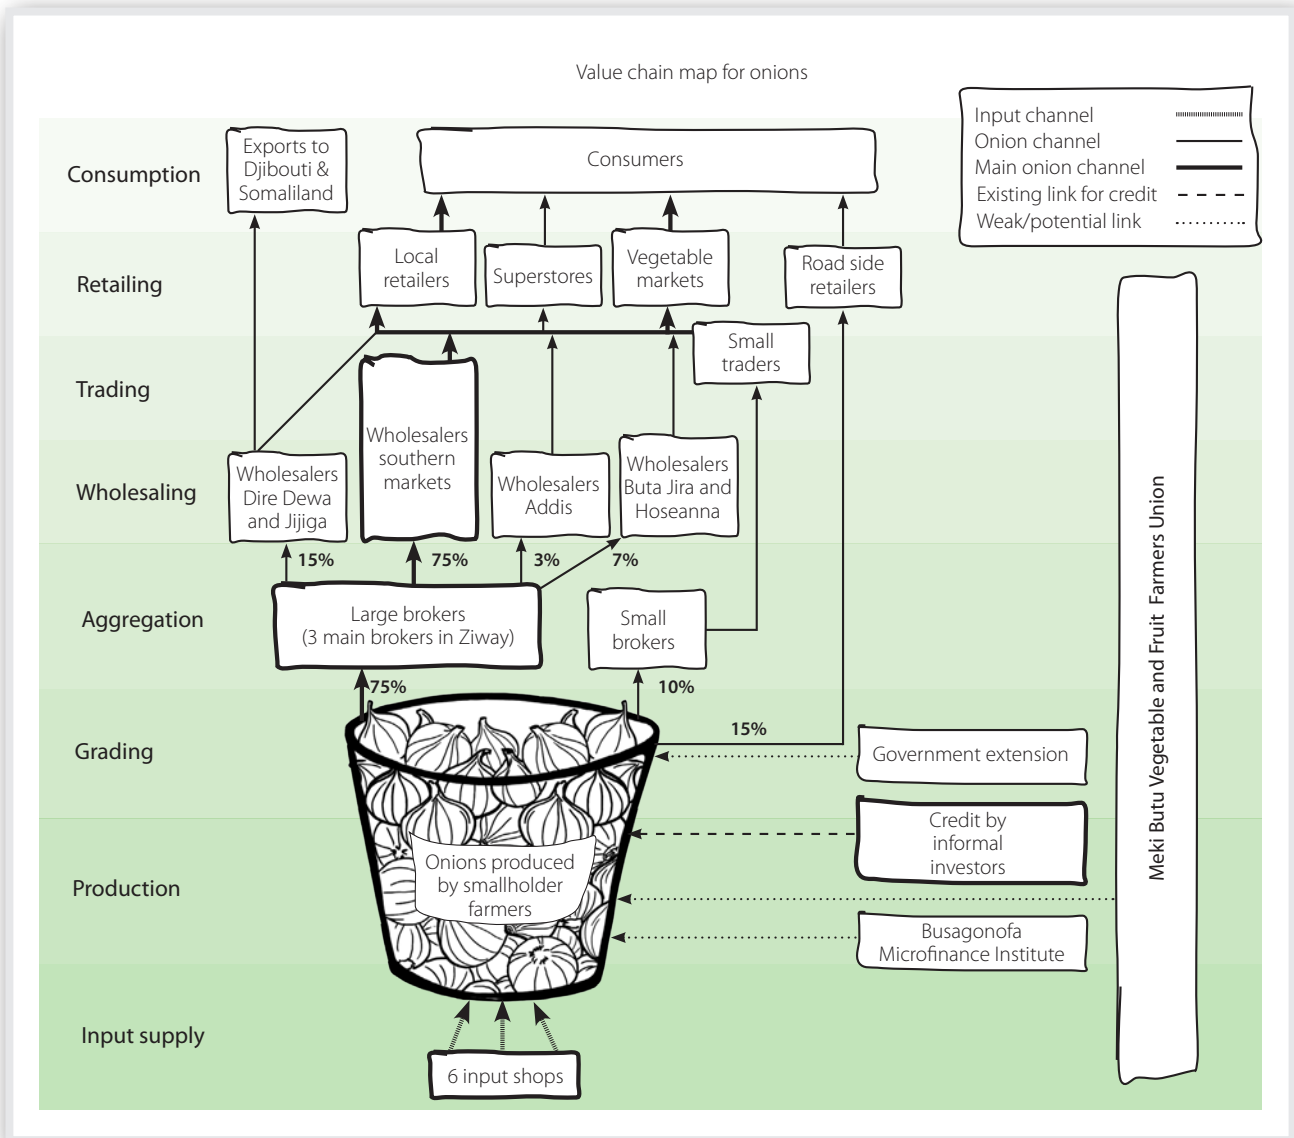 Value chain map for onions
Input channel
Onion channel
Main onion channel
Existing link for credit
Weak/potential link
Consumption
Exports to
Djibouti &
Somaliland
Consumers
Retailing
Local
retailers
Superstores
Vegetable
markets
Road side
retailers
Trading
Small
traders
Wholesaling
Wholesalers
Dire Dewa
and Jijiga
Wholesalers
southern
markets
Wholesalers
Addis
Wholesalers
Buta Jira and
Hoseanna
15%
75%
3%
7%
Aggregation
Large brokers
(3 main brokers in Ziway)
Small
brokers
75%
10%
15%
Grading
Government extension
Credit by
informal
investors
Production
Onions produced
by smallholder
farmers
Busagonofa
Microfinance Institute
Input supply
6 input shops
Meki Butu Vegetable and Fruit Farmers Union